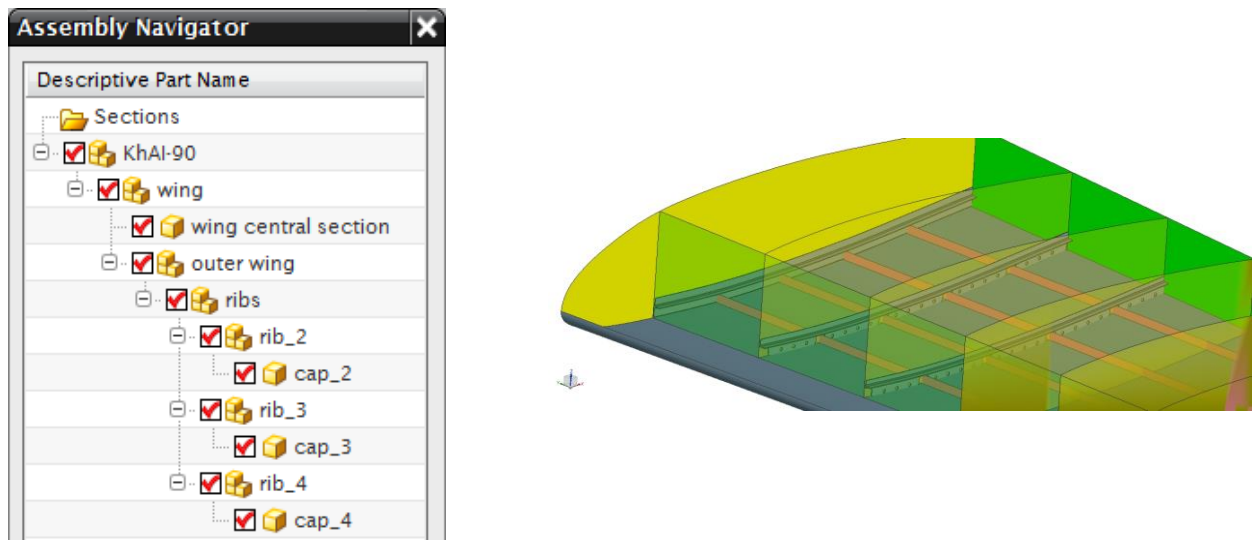 Assembly Navigator
Descriptive Part Name
Sections
KhAI-90
wing
wing central section
outer wing
ribs
rib_2
cap_2
rib_3
cap_3
rib_4
cap_4